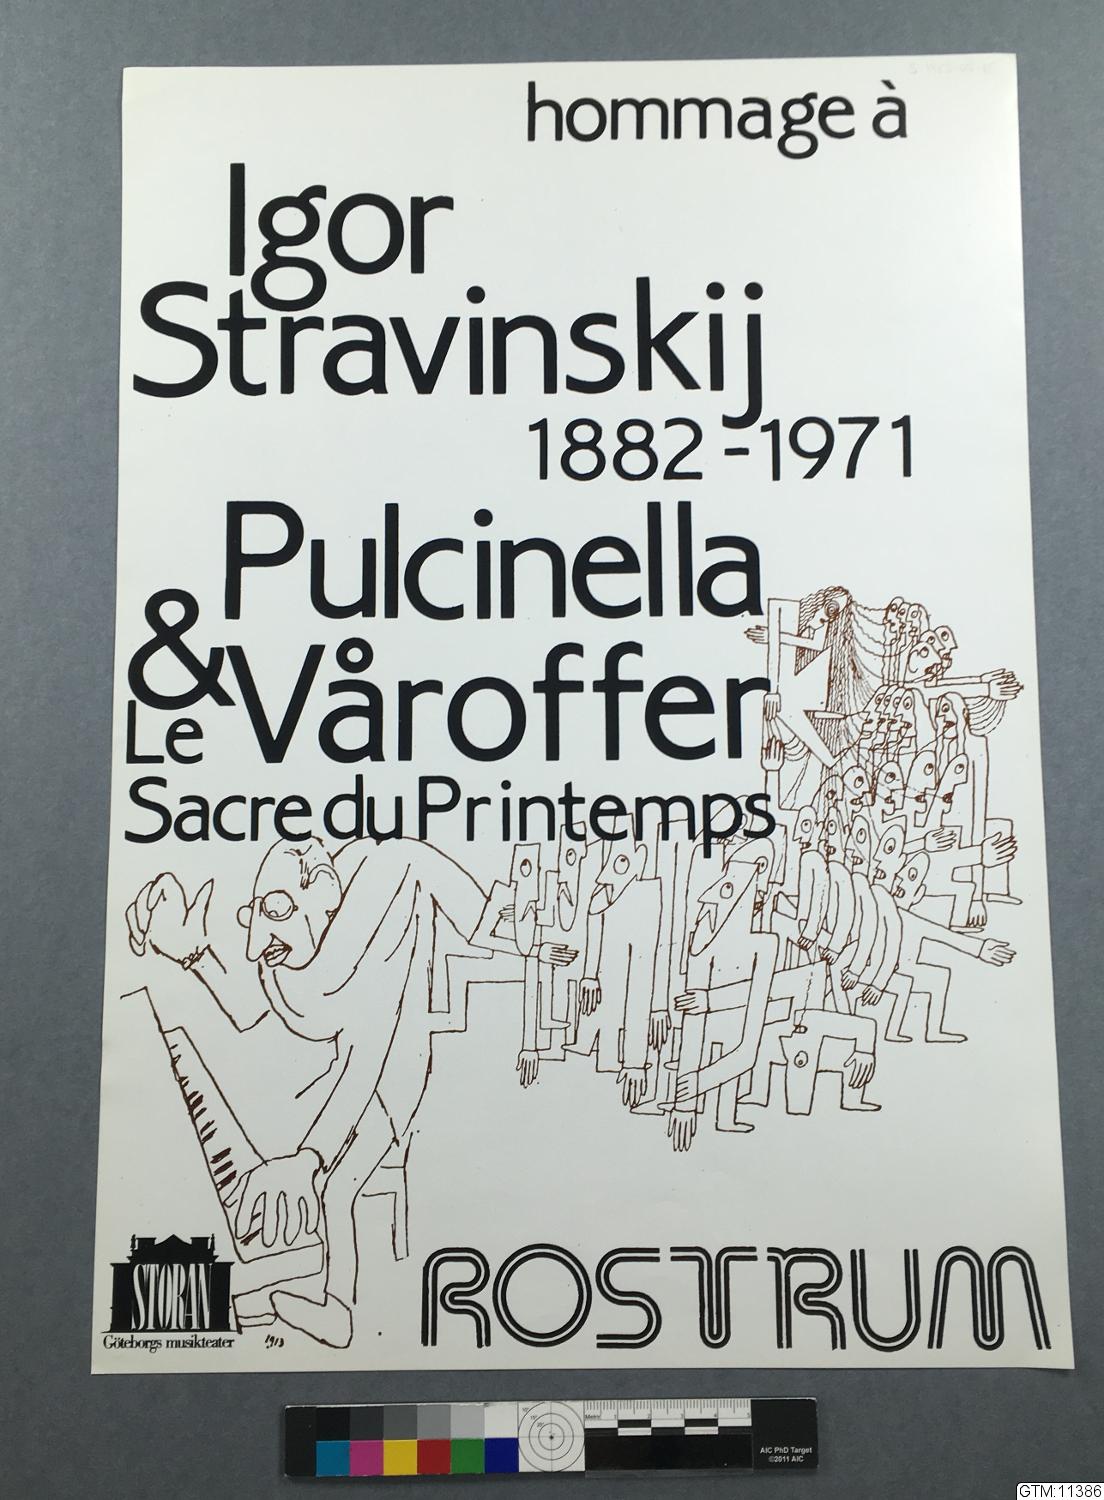 hommage à
Igor
Stravinskij
1882-1971
Pulcinella
& Våroffer
Le
Sacre du Printemps
STORAN
Göteborgs musikteater
1913
ROSTRUM
AIC PhD Target
©2011 AIC
GTM:11386